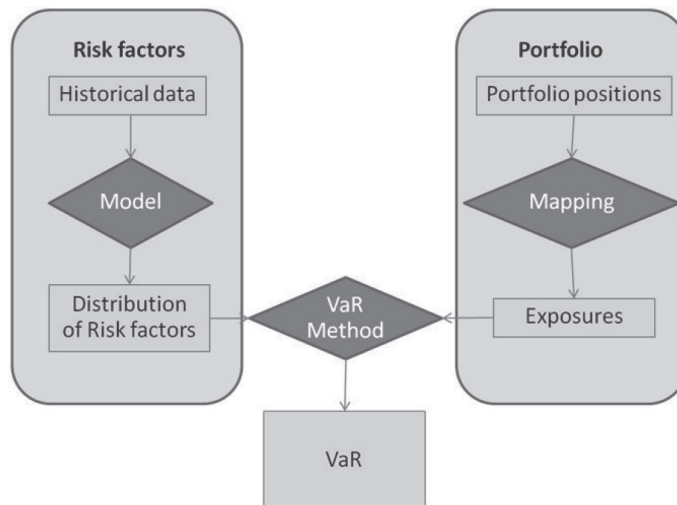 Risk factors
Historical data
Model
Distribution
of Risk factors
Portfolio
Portfolio positions
Mapping
Exposures
VaR
Method
VaR